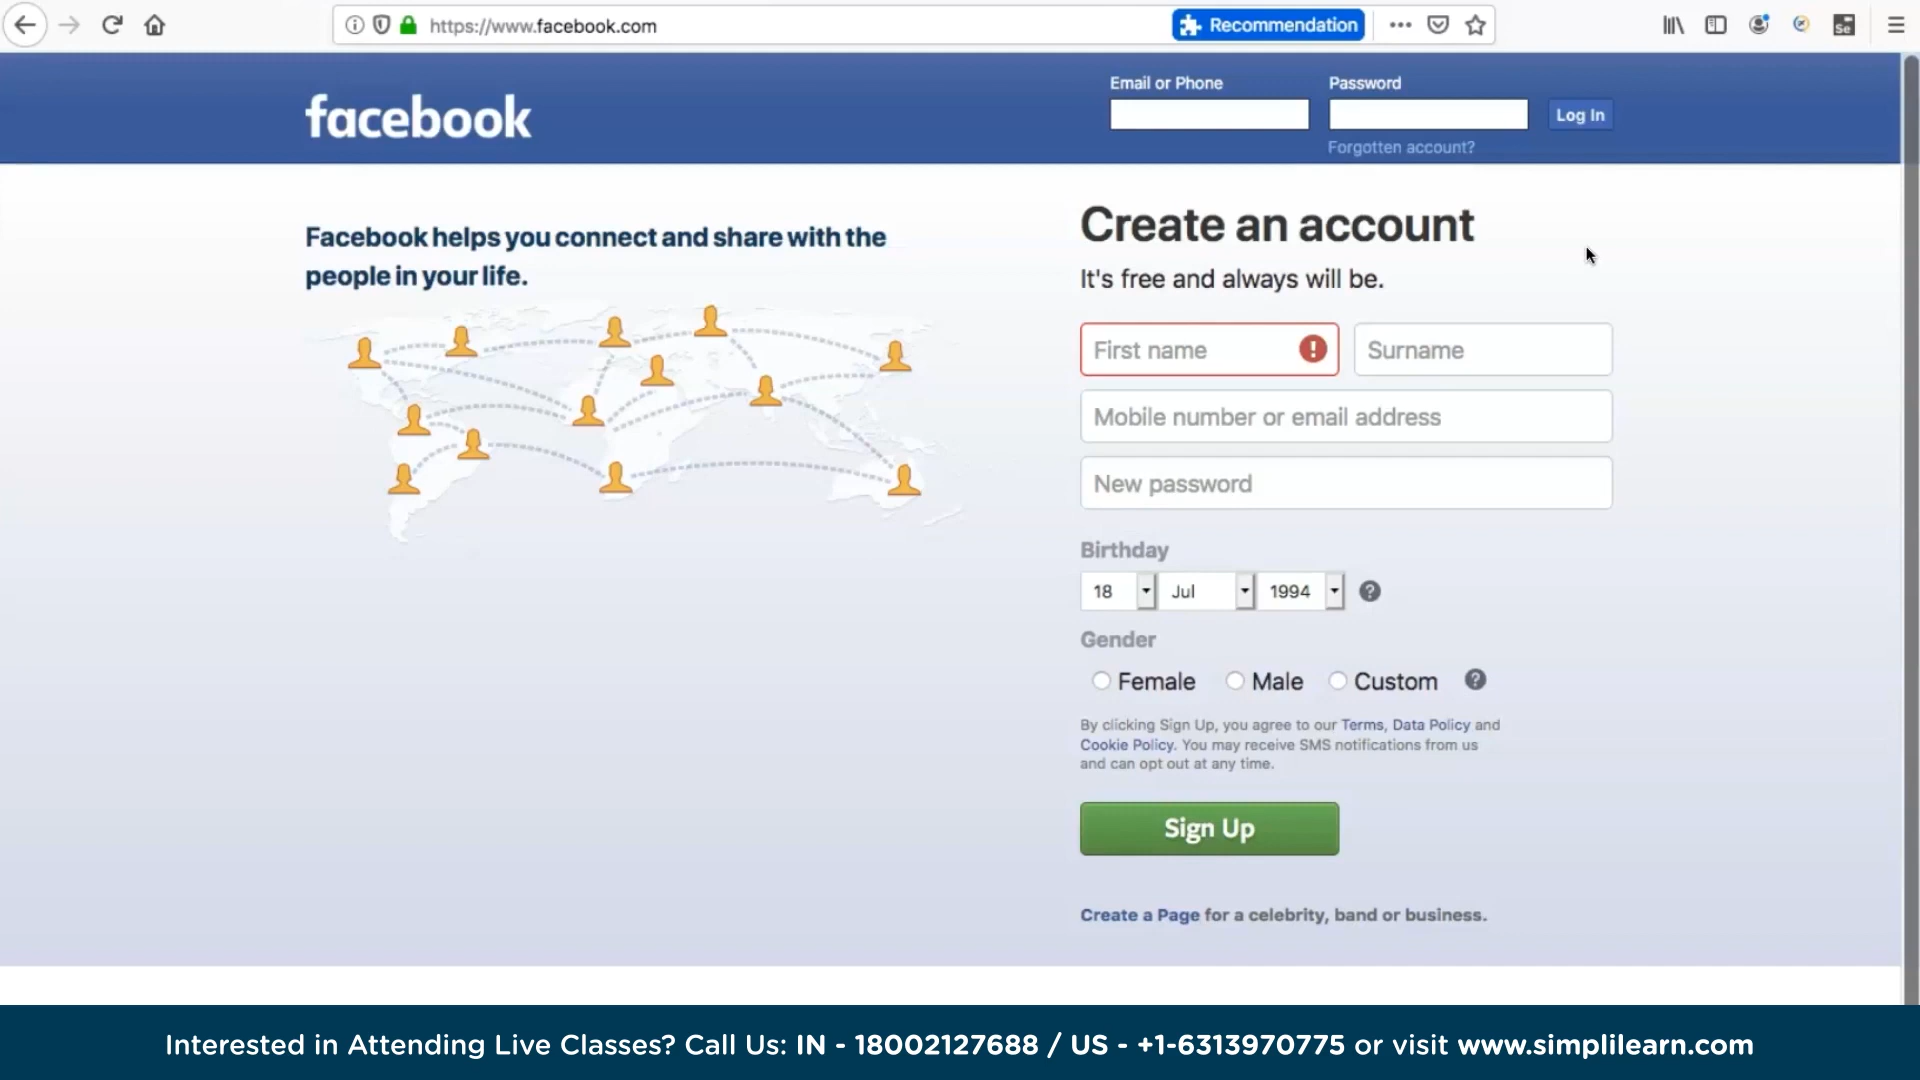 https://www.facebook.com
Recommendation
Se
facebook
Email or Phone
Password
Log In
Forgotten account?
Facebook helps you connect and share with the
people in your life.
Create an account
It's free and always will be.
First name
Surname
Mobile number or email address
New password
Birthday
18 Jul 1994
Gender
Female Male Custom
By clicking Sign Up, you agree to our Terms, Data Policy and
Cookie Policy. You may receive SMS notifications from us
and can opt out at any time.
Sign Up
Create a Page for a celebrity, band or business.
Interested in Attending Live Classes? Call Us: IN - 18002127688 / US - +1-6313970775 or visit www.simplilearn.com